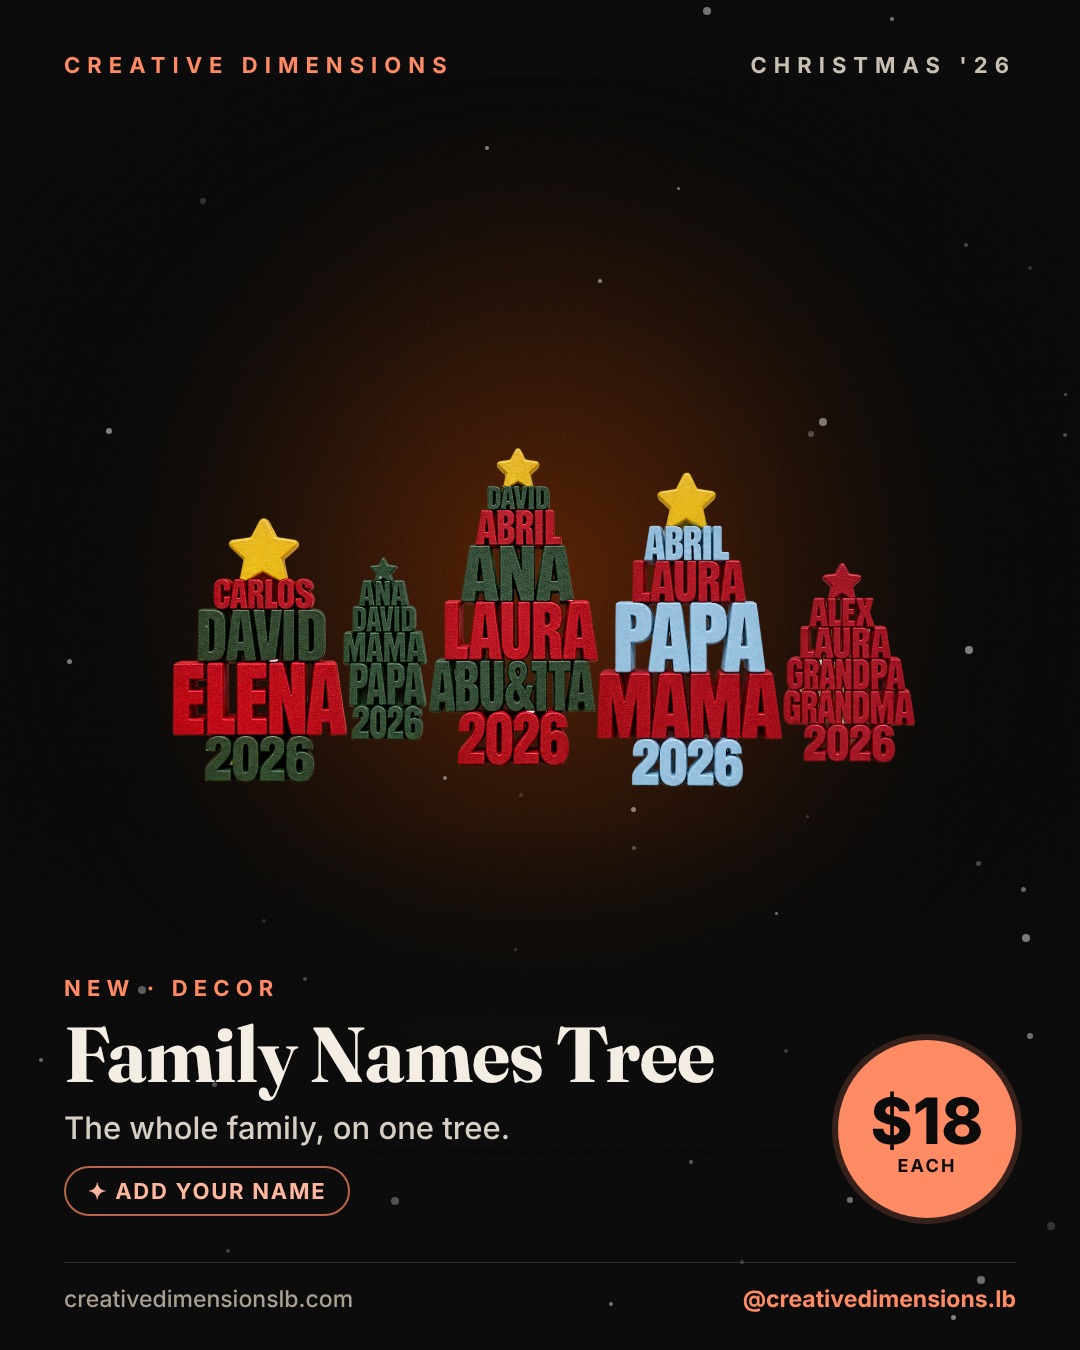 CREATIVE DIMENSIONS
CHRISTMAS '26
CARLOS
DAVID
ELENA
2026
ANA
DAVID
MAMA
PAPA
2026
DAVID
ABRIL
ANA
LAURA
ABU&ITA
2026
ABRIL
LAURA
PAPA
MAMA
2026
ALEX
LAURA
GRANDPA
GRANDMA
2026
NEW · DECOR
Family Names Tree
The whole family, on one tree.
✦ ADD YOUR NAME
$18
EACH
creativedimensionslb.com
@creativedimensions.lb